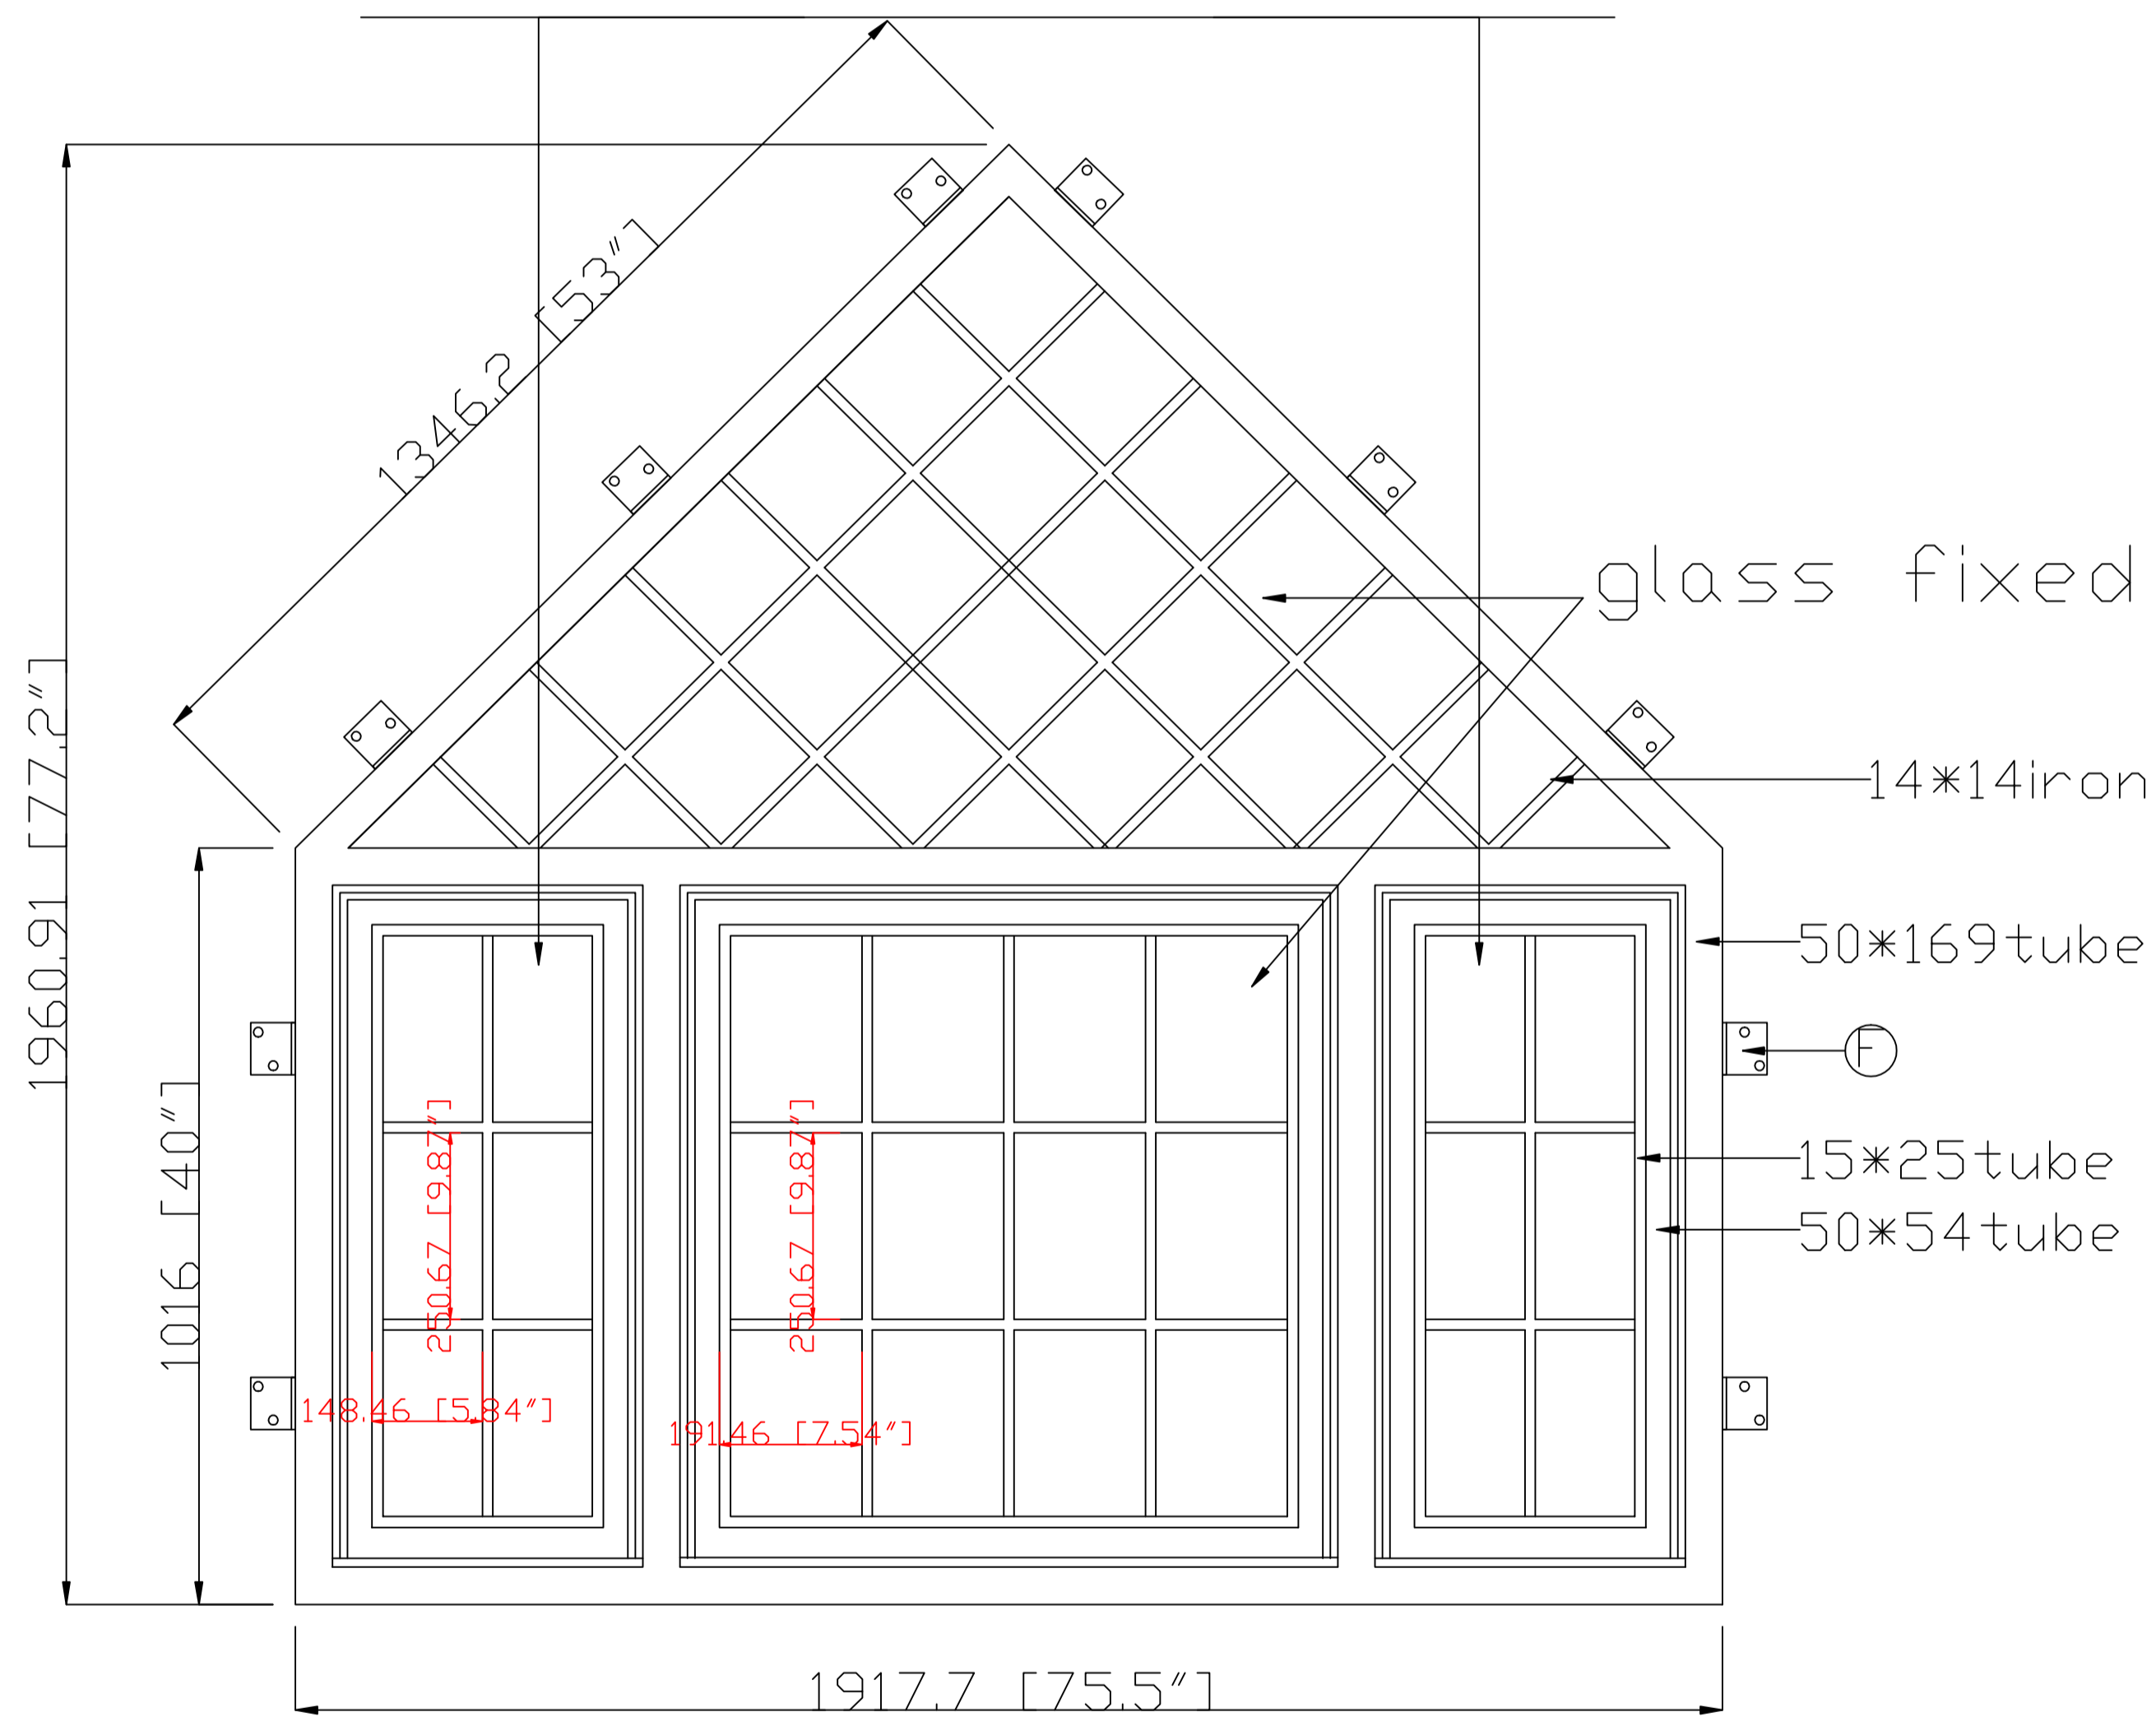 1346.2 [53"]
glass fixed
1960.91 [77.2"]
14*14iron
50*169tube
F
1016 [40"]
250.67 [9.87"]
250.67 [9.87"]
15*25tube
50*54tube
148.46 [5.84"]
191.46 [7.54"]
1917.7 [75.5"]